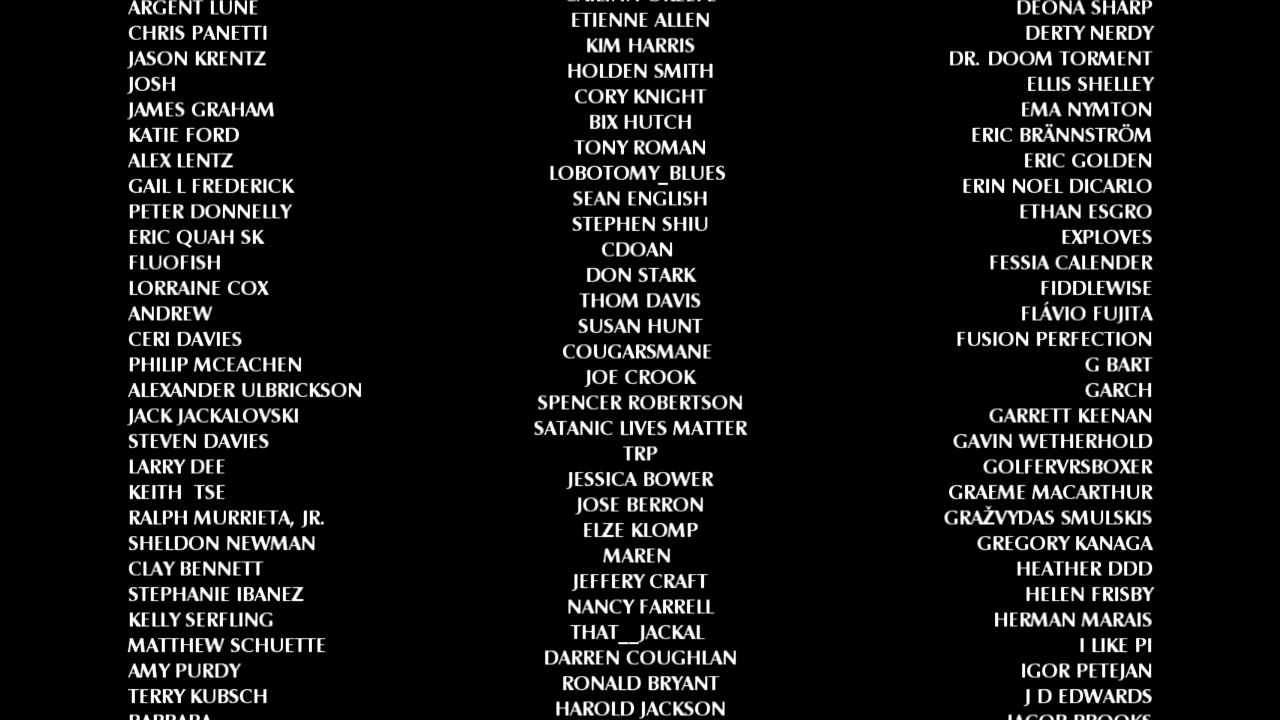 ARGENT LUNE
CHRIS PANETTI
JASON KRENTZ
JOSH
JAMES GRAHAM
KATIE FORD
ALEX LENTZ
GAIL L FREDERICK
PETER DONNELLY
ERIC QUAH SK
FLUOFISH
LORRAINE COX
ANDREW
CERI DAVIES
PHILIP MCEACHEN
ALEXANDER ULBRICKSON
JACK JACKALOVSKI
STEVEN DAVIES
LARRY DEE
KEITH  TSE
RALPH MURRIETA, JR.
SHELDON NEWMAN
CLAY BENNETT
STEPHANIE IBANEZ
KELLY SERFLING
MATTHEW SCHUETTE
AMY PURDY
TERRY KUBSCH
BARBARA
ETIENNE ALLEN
KIM HARRIS
HOLDEN SMITH
CORY KNIGHT
BIX HUTCH
TONY ROMAN
LOBOTOMY_BLUES
SEAN ENGLISH
STEPHEN SHIU
CDOAN
DON STARK
THOM DAVIS
SUSAN HUNT
COUGARSMANE
JOE CROOK
SPENCER ROBERTSON
SATANIC LIVES MATTER
TRP
JESSICA BOWER
JOSE BERRON
ELZE KLOMP
MAREN
JEFFERY CRAFT
NANCY FARRELL
THAT__JACKAL
DARREN COUGHLAN
RONALD BRYANT
HAROLD JACKSON
DEONA SHARP
DERTY NERDY
DR. DOOM TORMENT
ELLIS SHELLEY
EMA NYMTON
ERIC BRÄNNSTRÖM
ERIC GOLDEN
ERIN NOEL DICARLO
ETHAN ESGRO
EXPLOVES
FESSIA CALENDER
FIDDLEWISE
FLÁVIO FUJITA
FUSION PERFECTION
G BART
GARCH
GARRETT KEENAN
GAVIN WETHERHOLD
GOLFERVRSBOXER
GRAEME MACARTHUR
GRAŽVYDAS SMULSKIS
GREGORY KANAGA
HEATHER DDD
HELEN FRISBY
HERMAN MARAIS
I LIKE PI
IGOR PETEJAN
J D EDWARDS
JACOB BROOKS